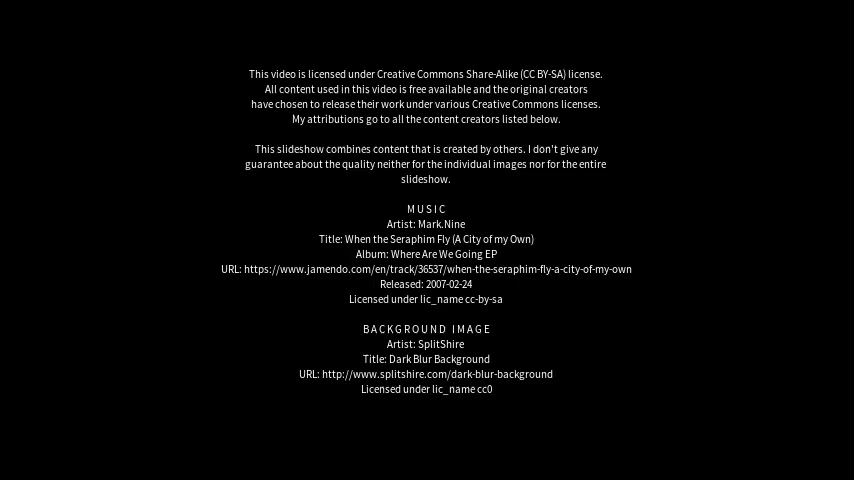 This video is licensed under Creative Commons Share-Alike (CC BY-SA) license.
All content used in this video is free available and the original creators
have chosen to release their work under various Creative Commons licenses.
My attributions go to all the content creators listed below.
This slideshow combines content that is created by others. I don't give any
guarantee about the quality neither for the individual images nor for the entire
slideshow.
MUSIC
Artist: Mark.Nine
Title: When the Seraphim Fly (A City of my Own)
Album: Where Are We Going EP
URL: https://www.jamendo.com/en/track/36537/when-the-seraphim-fly-a-city-of-my-own
Released: 2007-02-24
Licensed under lic_name cc-by-sa
BACKGROUND IMAGE
Artist: SplitShire
Title: Dark Blur Background
URL: http://www.splitshire.com/dark-blur-background
Licensed under lic_name cc0